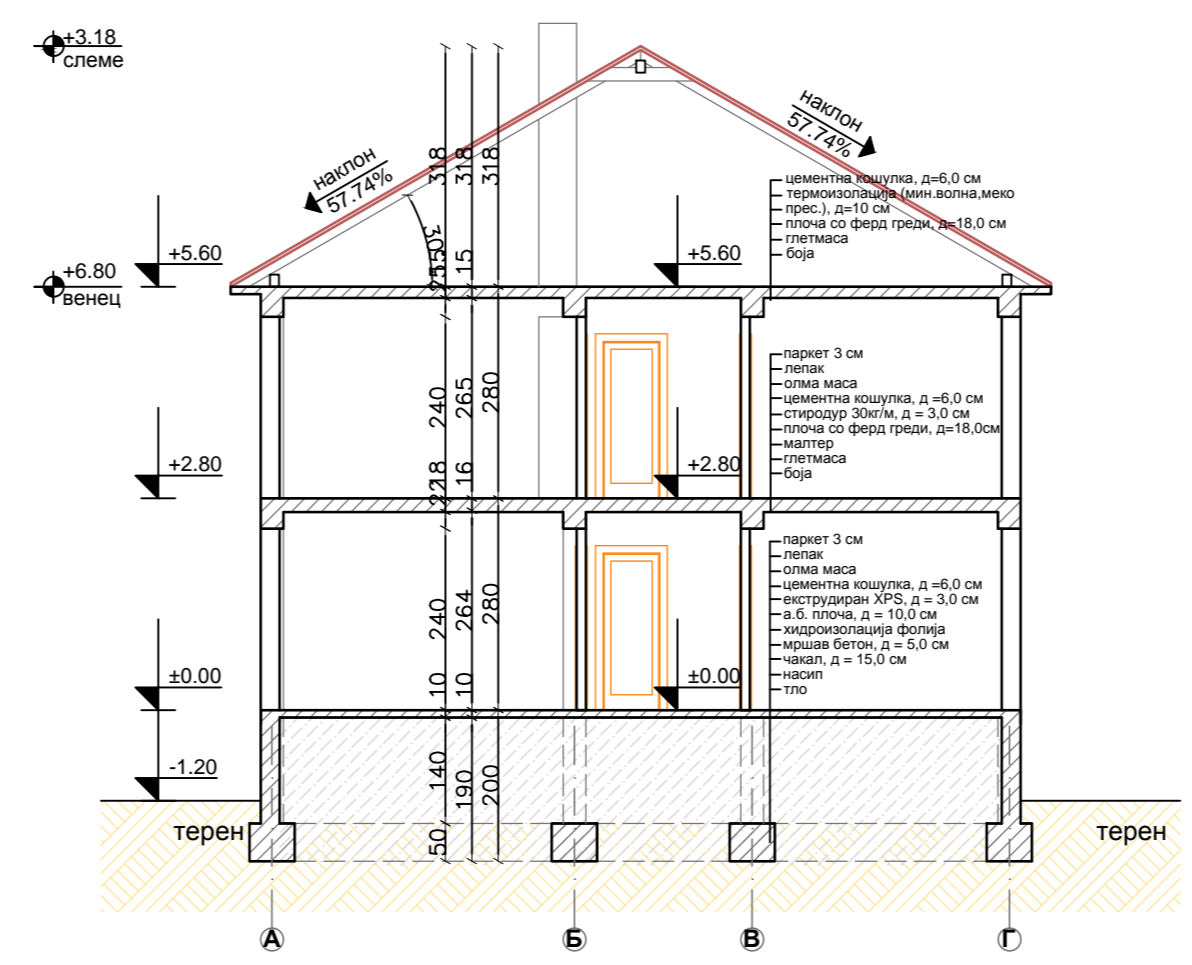 +3.18
слеме
наклон
57.74%
наклон
57.74%
318
318
318
цементна кошулка, д=6,0 см
термоизолација (мин.волна,меко
прес.), д=10 см
плоча со ферд греди, д=18,0 см
глетмаса
боја
+5.60
+5.60
15
+6.80
венец
паркет 3 см
лепак
олма маса
цементна кошулка, д =6,0 см
стиродур 30кг/м, д = 3,0 см
плоча со ферд греди, д=18,0см
малтер
глетмаса
боја
240
265
280
+2.80
+2.80
2218
16
паркет 3 см
лепак
олма маса
цементна кошулка, д =6,0 см
екструдиран XPS, д = 3,0 см
а.б. плоча, д = 10,0 см
хидроизолација фолија
мршав бетон, д = 5,0 см
чакал, д = 15,0 см
насип
тло
240
264
280
±0.00
±0.00
10
10
-1.20
140
190
200
терен
терен
50
А
Б
В
Г